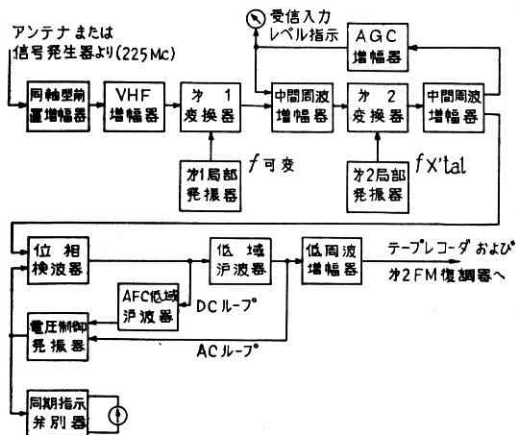 アンテナまたは
信号発生器より(225Mc)
受信入力
レベル指示
AGC
増幅器
同軸型前
置増幅器
VHF
増幅器
才1
変換器
中間周波
増幅器
才2
変換器
中間周波
増幅器
才1局部
発振器
f可変
才2局部
発振器
fX'tal
位相
検波器
低域
沪波器
低周波
増幅器
テープレコーダおよび
才2FM復調器へ
AFC低域
沪波器
DCループ
電圧制御
発振器
ACループ
同期指示
弁別器